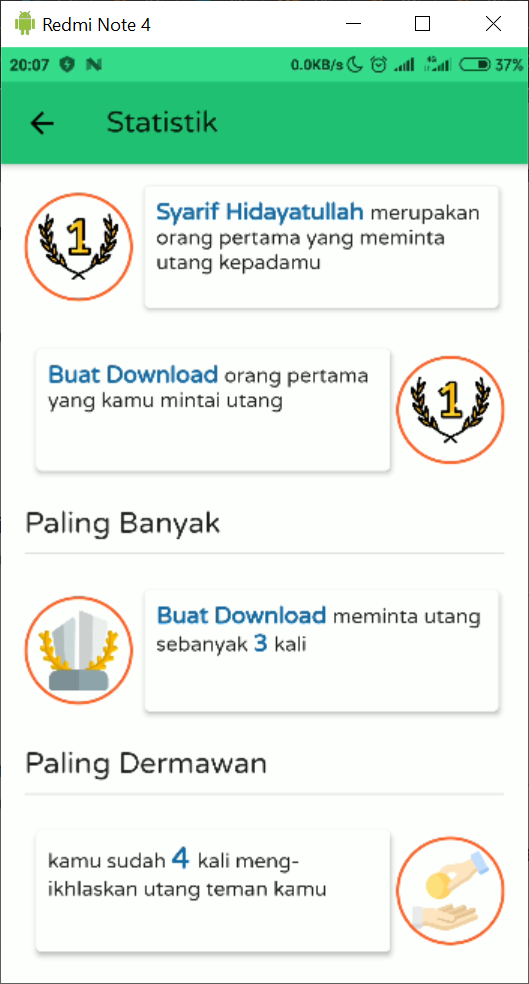 Redmi Note 4
20:07 0.0KB/s 4G 37%
Statistik
1
Syarif Hidayatullah merupakan
orang pertama yang meminta
utang kepadamu
Buat Download orang pertama
yang kamu mintai utang
1
Paling Banyak
Buat Download meminta utang
sebanyak 3 kali
Paling Dermawan
kamu sudah 4 kali meng-
ikhlaskan utang teman kamu